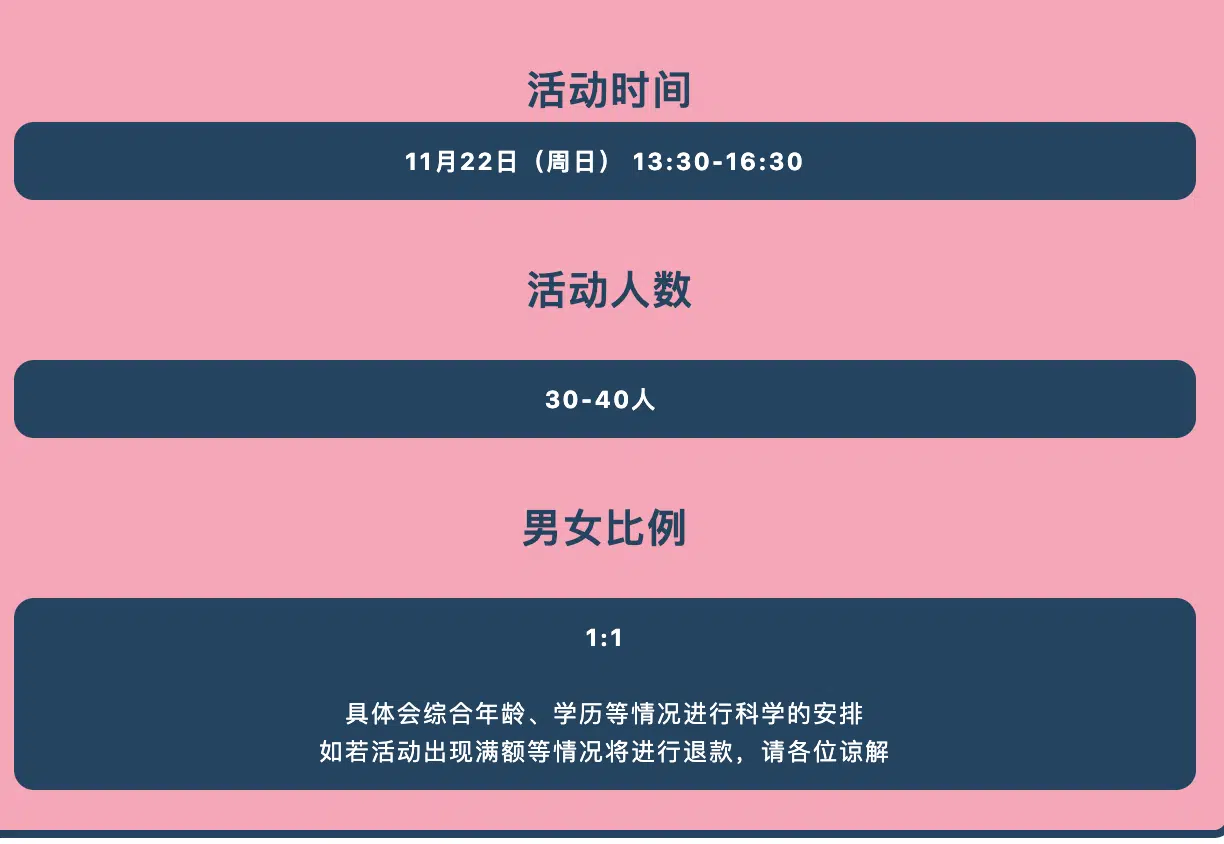 活动时间
11月22日（周日） 13:30-16:30
活动人数
30-40人
男女比例
1:1
具体会综合年龄、学历等情况进行科学的安排
如若活动出现满额等情况将进行退款，请各位谅解